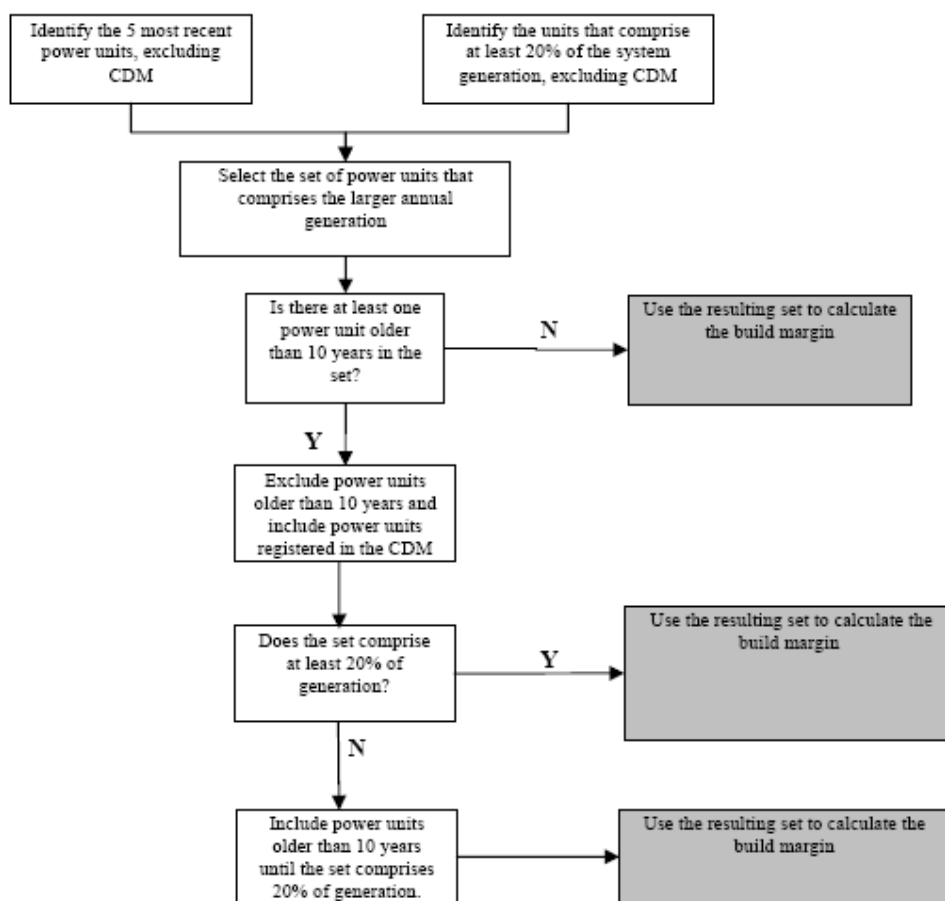 Identify the 5 most recent
power units, excluding
CDM
Identify the units that comprise
at least 20% of the system
generation, excluding CDM
Select the set of power units that
comprises the larger annual
generation
Is there at least one
power unit older
than 10 years in the
set?
N
Use the resulting set to calculate
the build margin
Y
Exclude power units
older than 10 years and
include power units
registered in the CDM
Does the set comprise
at least 20% of
generation?
Y
Use the resulting set to calculate the
build margin
N
Include power units
older than 10 years
until the set comprises
20% of generation.
Use the resulting set to calculate the
build margin